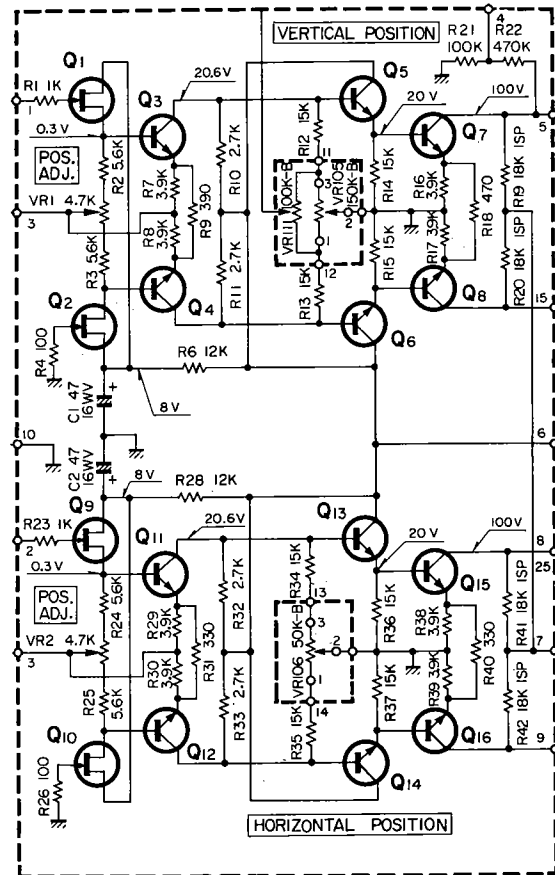 4
R21 R22
100K 470K
VERTICAL POSITION
Q1
R1 1K
1
Q3
20.6V
Q5
20V
100V
5
0.3V
Q7
POS.
ADJ.
R2 5.6K
R7
3.9K
R9 390
R10 2.7K
R12 15K
11
3
VR111
100K-B
VR105
150K-B
2
R14 15K
R16
3.9K
R18 470
R19 18K 1SP
VR1 4.7K
3
R8
3.9K
R3 5.6K
R11 2.7K
1
12
R13 15K
R15 15K
R17
3.9K
R20 18K 1SP
Q2
Q4
Q8
15
R4 100
Q6
R6 12K
C1 47
16WV
8V
10
6
C2 47
16WV
8V
R28 12K
Q9
Q13
R23 1K
2
Q11
20.6V
20V
100V
8
0.3V
Q15
25
POS.
ADJ.
R24 5.6K
R29
3.9K
R31 330
R32 2.7K
R34 15K
13
3
VR106 50K-B
2
R36 15K
R38
3.9K
R40 330
R41 18K 1SP
7
VR2 4.7K
3
R30
3.9K
R25
5.6K
R33 2.7K
1
14
R35 15K
R37 15K
R39 3.9K
R42 18K 1SP
9
Q10
Q12
Q16
R26 100
Q14
HORIZONTAL POSITION